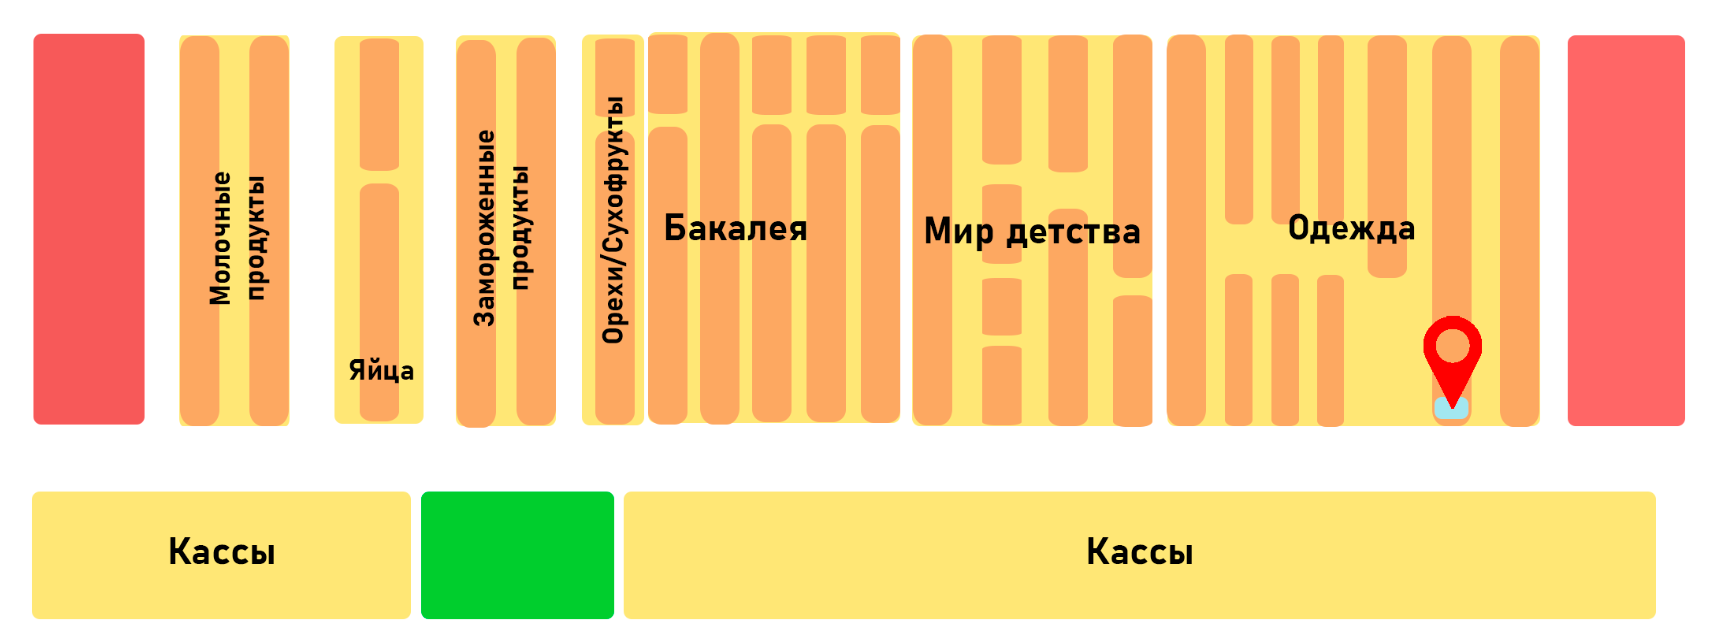 Молочные
продукты
Яйца
Замороженные
продукты
Орехи/Сухофрукты
Бакалея
Мир детства
Одежда
Кассы
Кассы